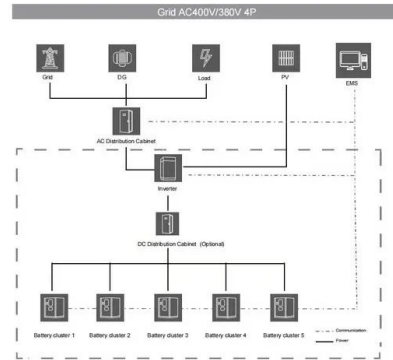 Grid AC400V/380V 4P
Grid
DG
Load
PV
EMS
AC Distribution Cabinet
Inverter
DC Distribution Cabinet (Optional)
Battery cluster 1
Battery cluster 2
Battery cluster 3
Battery cluster 4
Battery cluster 5
Communication
Power